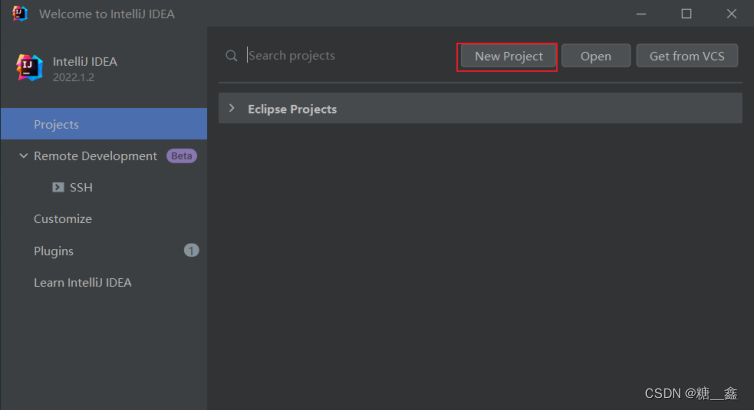 Welcome to IntelliJ IDEA
IntelliJ IDEA
2022.1.2
Search projects
New Project
Open
Get from VCS
Projects
Eclipse Projects
Remote Development
Beta
SSH
Customize
Plugins
1
Learn IntelliJ IDEA
CSDN @糖__鑫